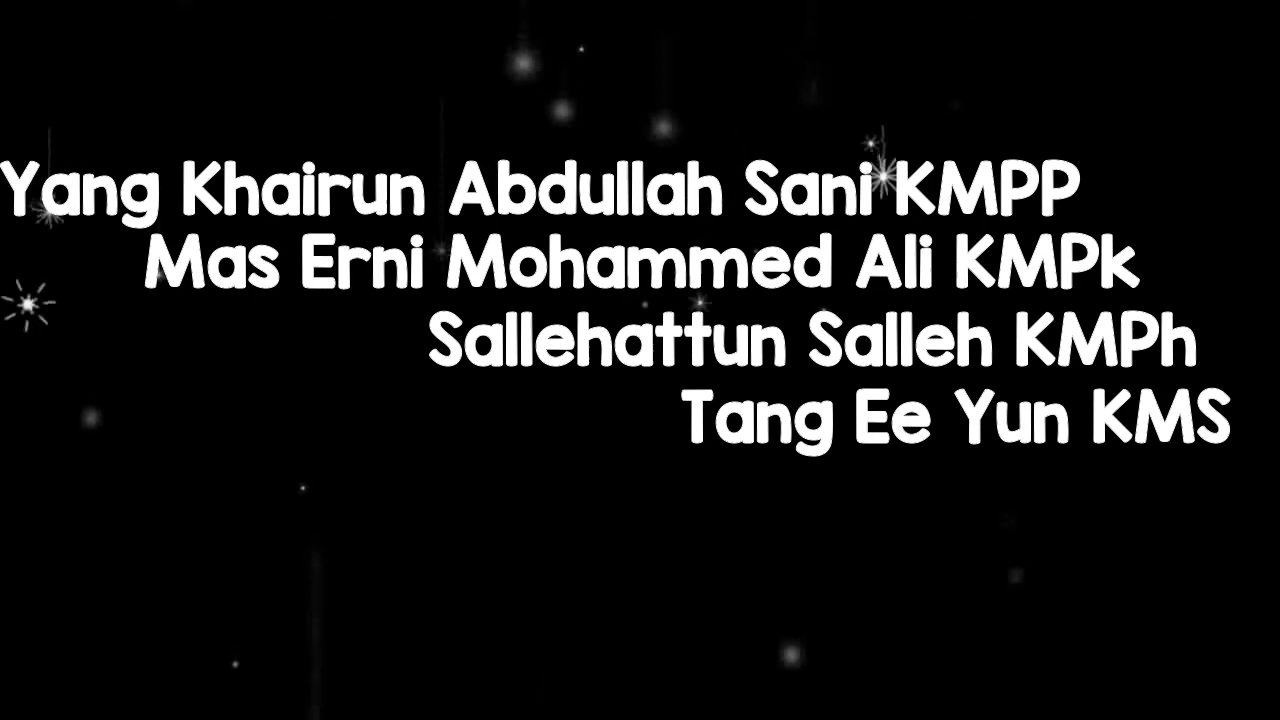 Yang Khairun Abdullah Sani KMPP
Mas Erni Mohammed Ali KMPk
Sallehattun Salleh KMPh
Tang Ee Yun KMS